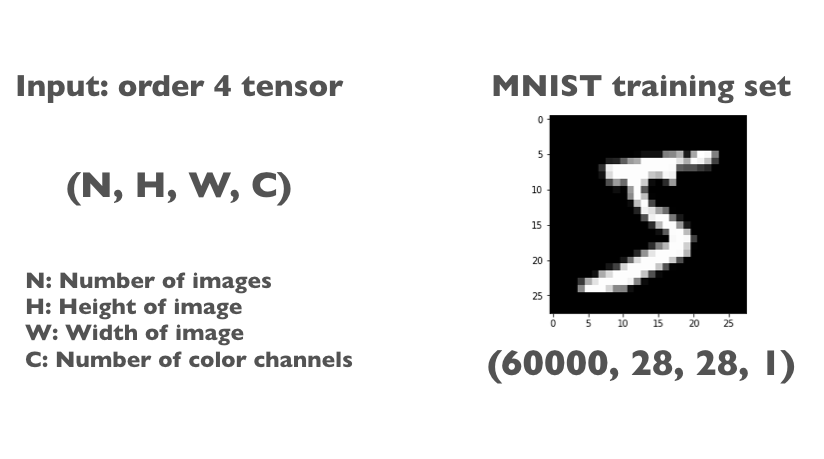 Input: order 4 tensor
(N, H, W, C)
N: Number of images
H: Height of image
W: Width of image
C: Number of color channels
MNIST training set
0
5
10
15
20
25
0 5 10 15 20 25
(60000, 28, 28, 1)